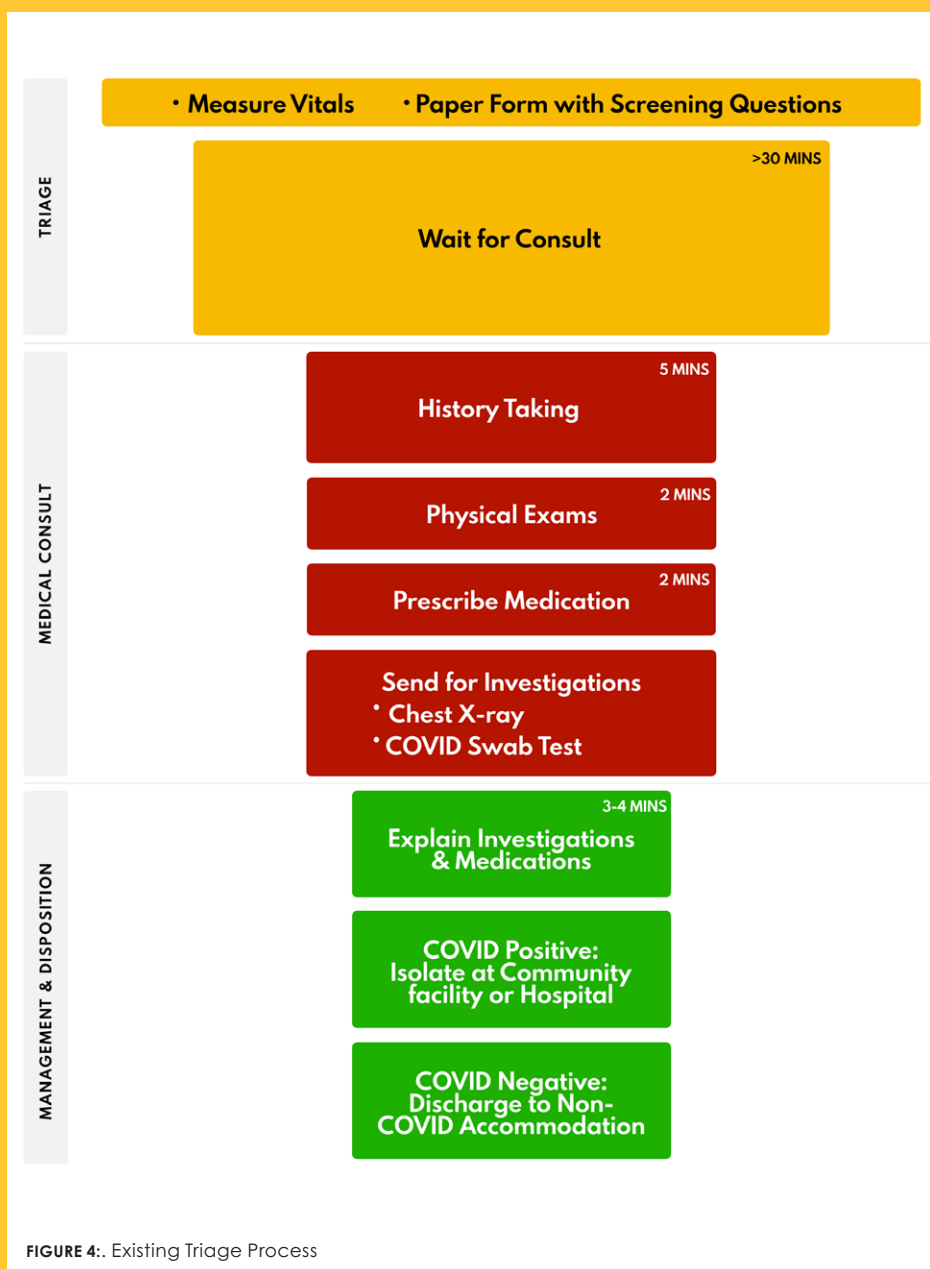 TRIAGE
• Measure Vitals • Paper Form with Screening Questions
>30 MINS
Wait for Consult
MEDICAL CONSULT
5 MINS
History Taking
2 MINS
Physical Exams
2 MINS
Prescribe Medication
Send for Investigations
• Chest X-ray
• COVID Swab Test
MANAGEMENT & DISPOSITION
3-4 MINS
Explain Investigations
& Medications
COVID Positive:
Isolate at Community
facility or Hospital
COVID Negative:
Discharge to Non-
COVID Accommodation
FIGURE 4:. Existing Triage Process